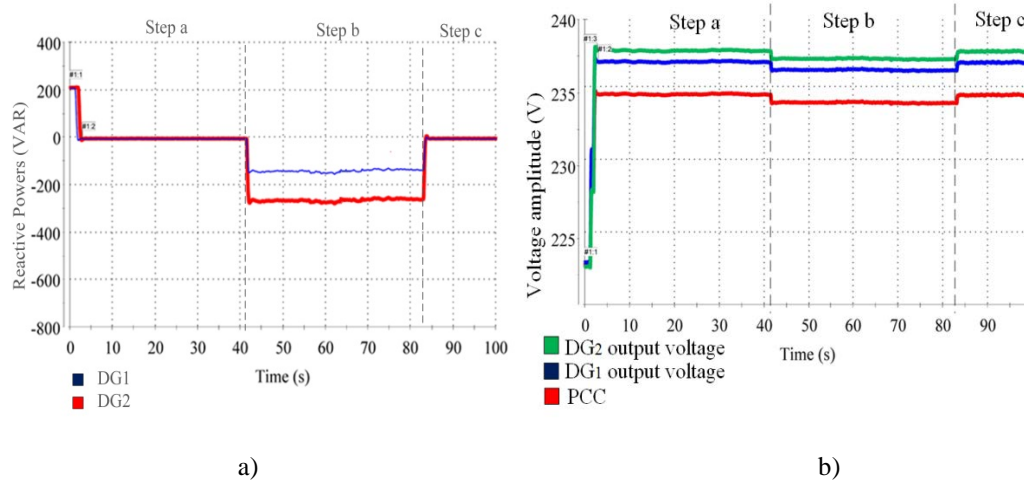 Step a Step b Step c
400
200
0
-200
-400
-600
-800
Reactive Powers (VAR)
#1:1
#1:2
0 10 20 30 40 50 60 70 80 90 100
Time (s)
DG1
DG2
a)
Step a Step b Step c
240
235
230
225
Voltage amplitude (V)
#1:3
#1:2
#1:1
0 10 20 30 40 50 60 70 80 90
Time (s)
DG2 output voltage
DG1 output voltage
PCC
b)